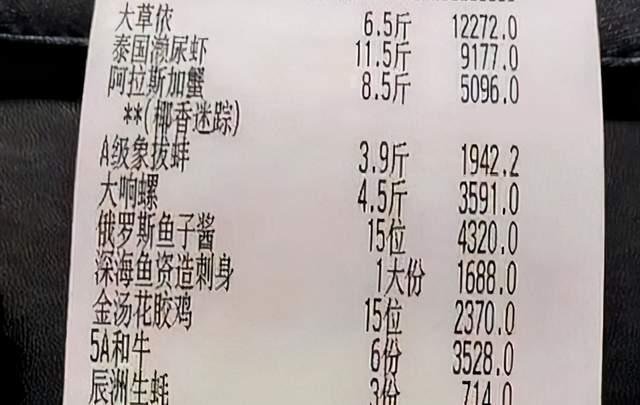 大草依 6.5斤 12272.0
泰国濑尿虾 11.5斤 9177.0
阿拉斯加蟹 8.5斤 5096.0
**(椰香迷踪)
A级象拔蚌 3.9斤 1942.2
大响螺 4.5斤 3591.0
俄罗斯鱼子酱 15位 4320.0
深海鱼资造刺身 1大份 1688.0
金汤花胶鸡 15位 2370.0
5A和牛 6份 3528.0
辰洲生蚝 3份 714.0